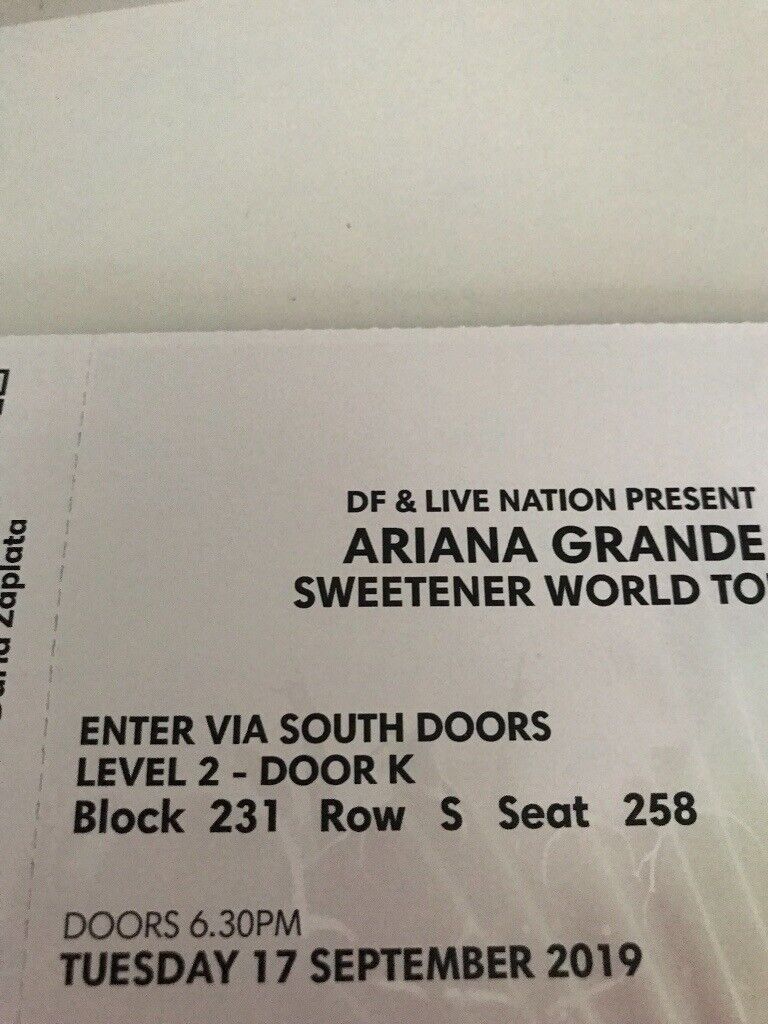 DF & LIVE NATION PRESENT
ARIANA GRANDE
SWEETENER WORLD
ENTER VIA SOUTH DOORS
LEVEL 2 - DOOR K
Block 231 Row S Seat 258
DOORS 6.30PM
TUESDAY 17 SEPTEMBER 2019
Zaplata